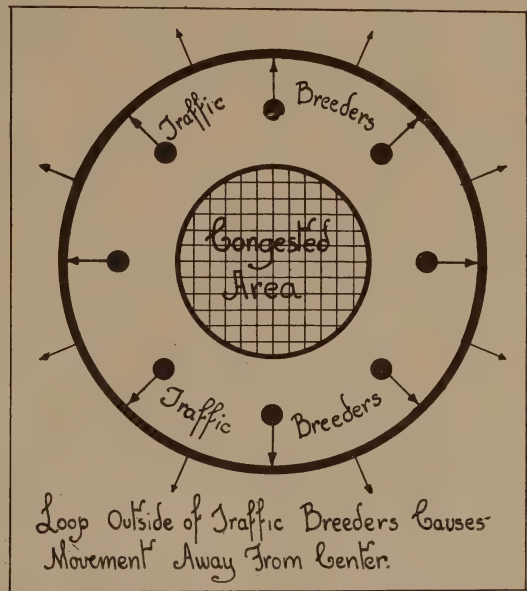 Traffic Breeders
Congested
Area
Traffic Breeders
Loop Outside of Traffic Breeders Causes
Movement Away From Center.